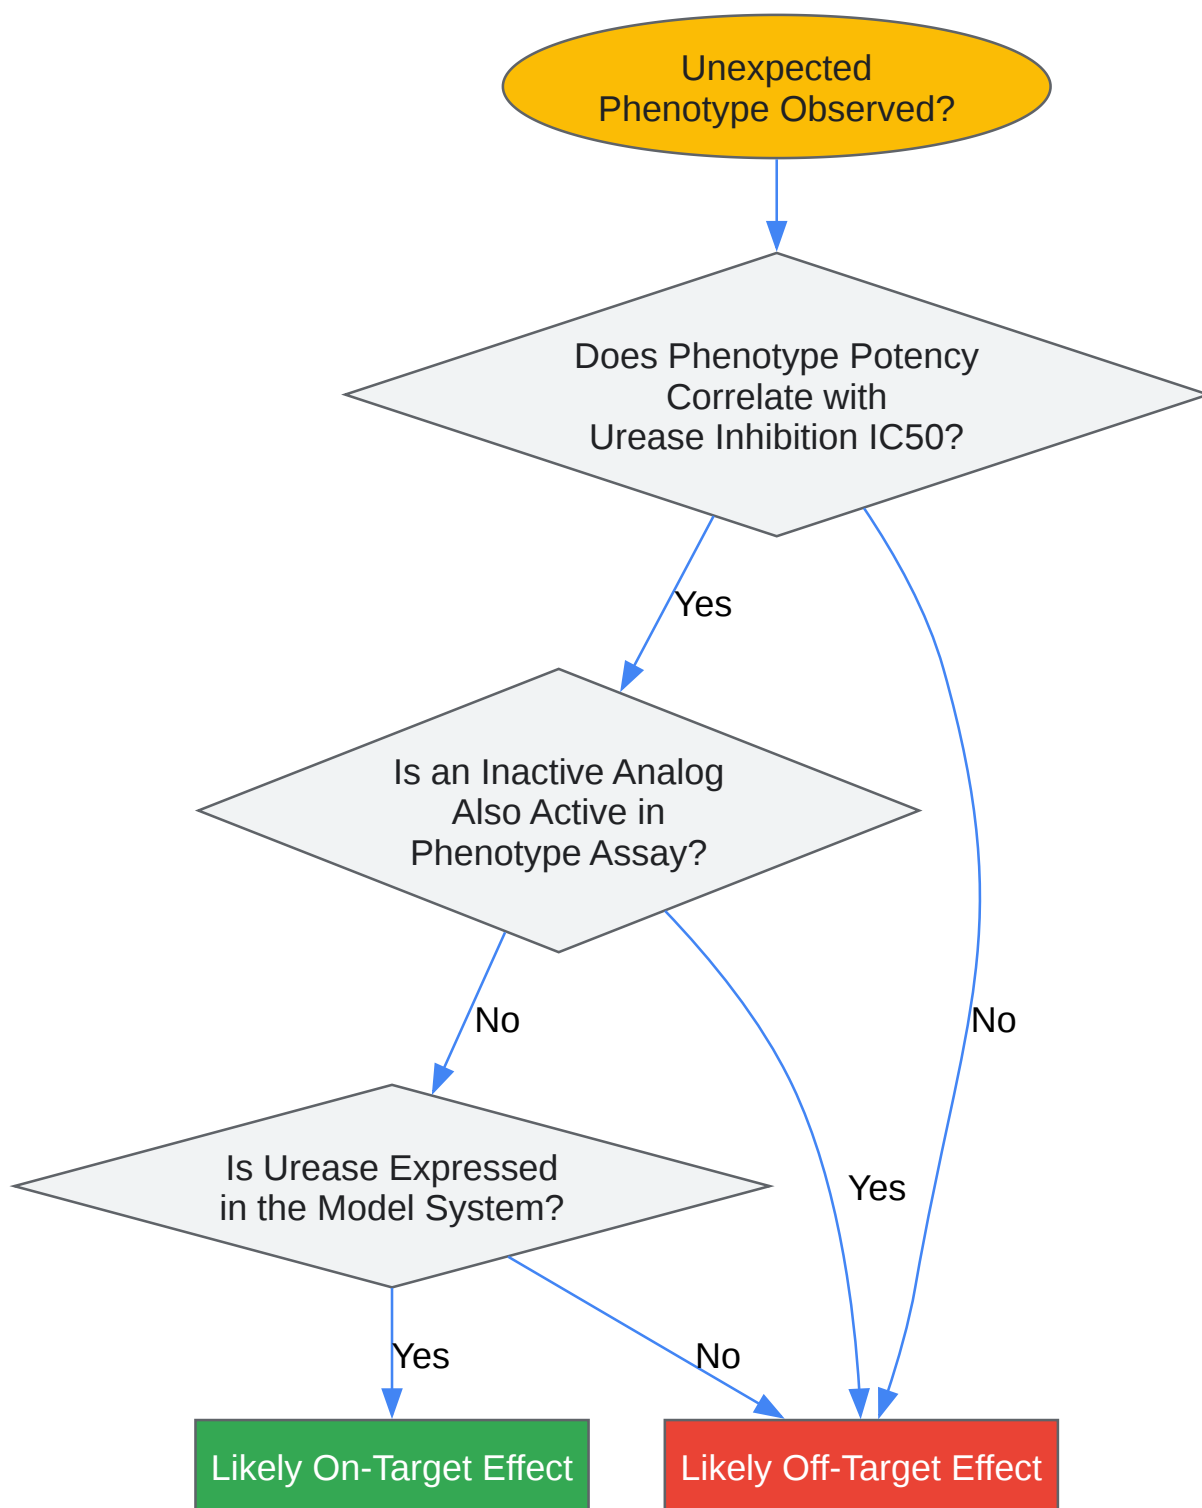 Unexpected
Phenotype Observed?
Does Phenotype Potency
Correlate with
Urease Inhibition IC50?
Yes
Is an Inactive Analog
Also Active in
Phenotype Assay?
No
No
Is Urease Expressed
in the Model System?
Yes
Yes
No
Likely On-Target Effect
Likely Off-Target Effect